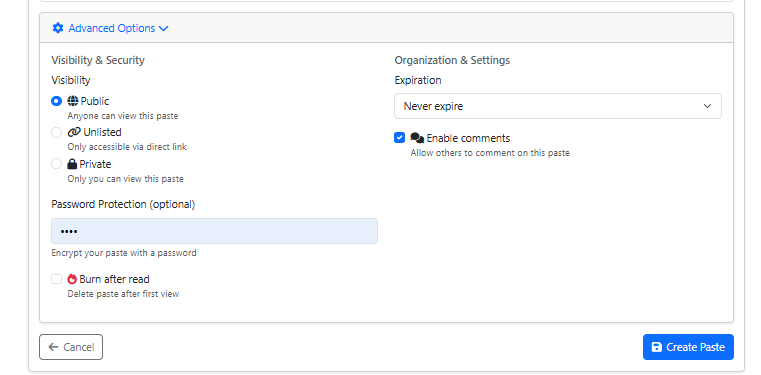 Advanced Options
Visibility & Security
Visibility
Public
Anyone can view this paste
Unlisted
Only accessible via direct link
Private
Only you can view this paste
Password Protection (optional)
••••
Encrypt your paste with a password
Burn after read
Delete paste after first view
Organization & Settings
Expiration
Never expire
Enable comments
Allow others to comment on this paste
Cancel
Create Paste